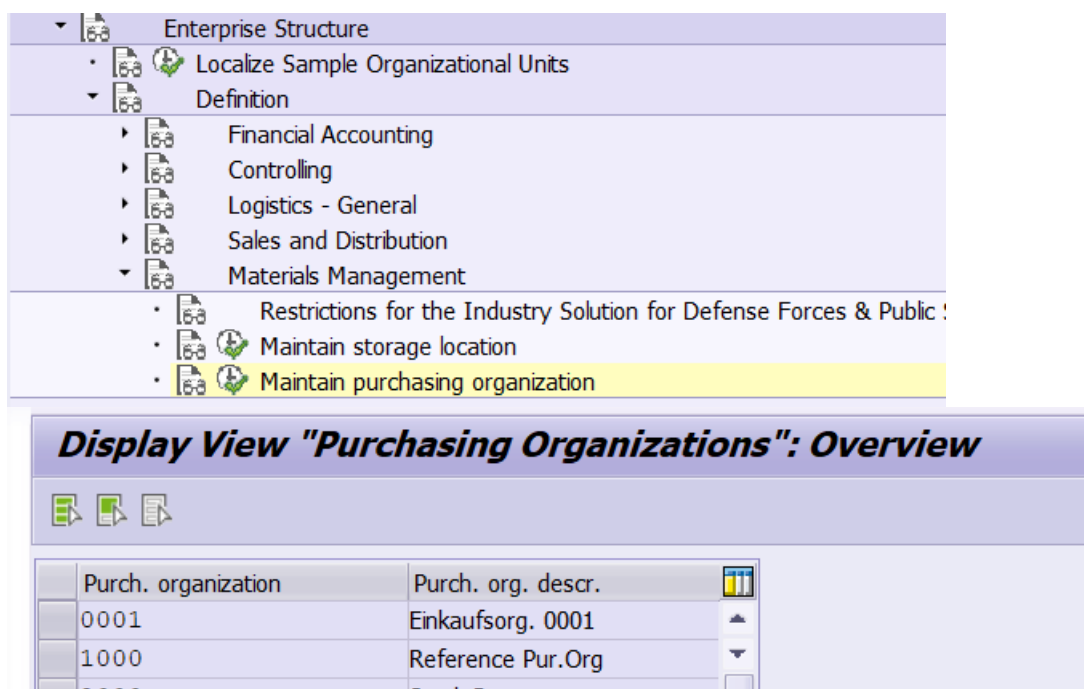 Enterprise Structure
Localize Sample Organizational Units
Definition
Financial Accounting
Controlling
Logistics - General
Sales and Distribution
Materials Management
Restrictions for the Industry Solution for Defense Forces & Public
Maintain storage location
Maintain purchasing organization
Display View "Purchasing Organizations": Overview
Purch. organization Purch. org. descr.
0001 Einkaufsorg. 0001
1000 Reference Pur.Org